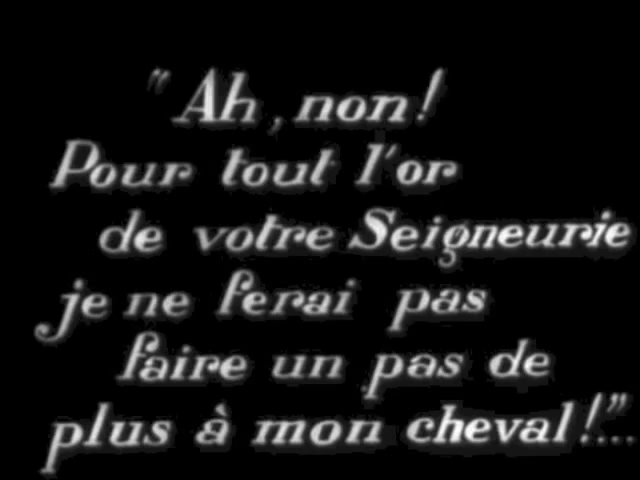 "Ah, non!
Pour tout l'or
de votre Seigneurie
je ne ferai pas
faire un pas de
plus à mon cheval!"...